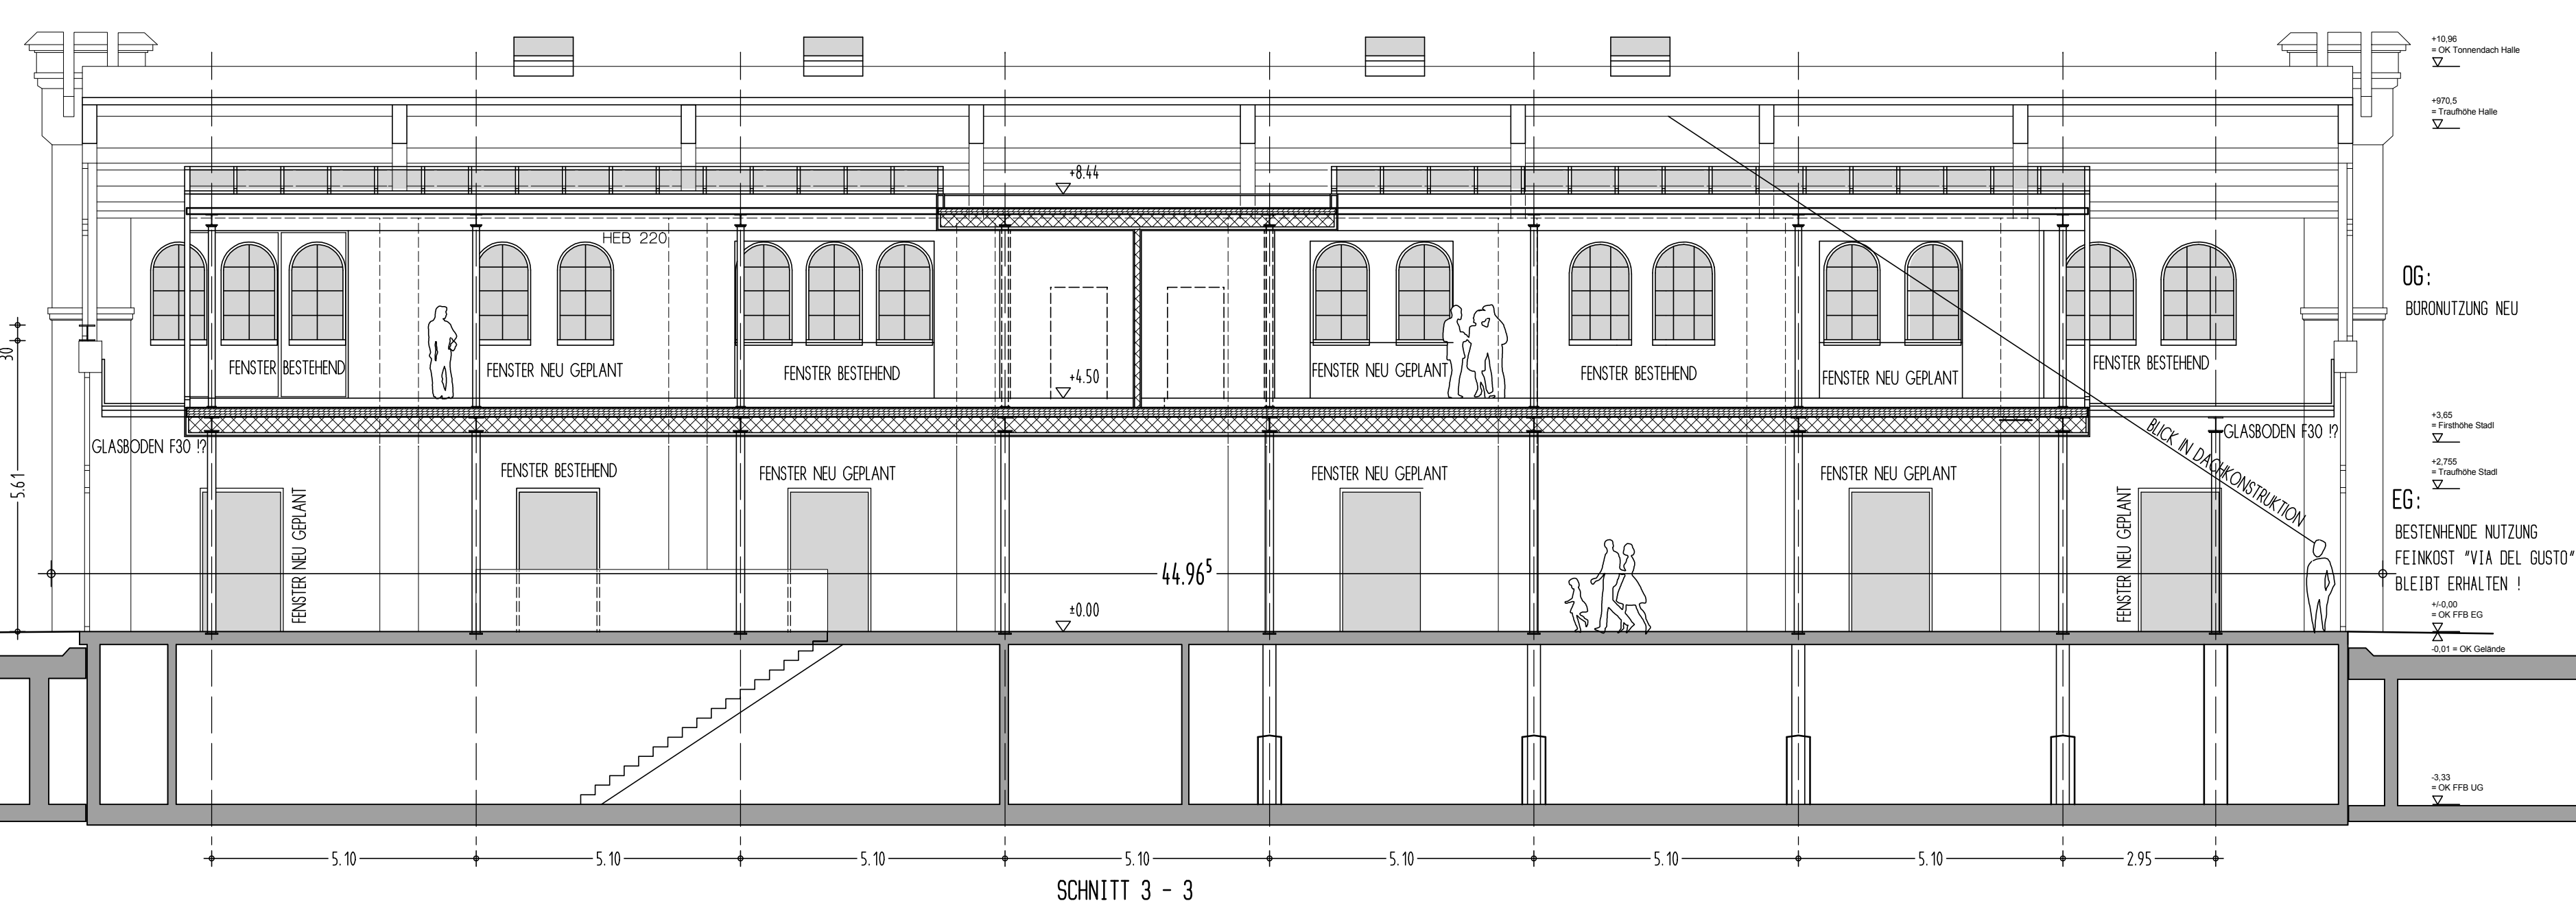 +10,96
= OK Tonnendach Halle
+970,5
= Traufhöhe Halle
+8.44
HEB 220
OG:
BÜRONUTZUNG NEU
30
FENSTER BESTEHEND
FENSTER NEU GEPLANT
FENSTER BESTEHEND
+4.50
FENSTER NEU GEPLANT
FENSTER BESTEHEND
FENSTER NEU GEPLANT
FENSTER BESTEHEND
+3,65
= Firsthöhe Stadl
GLASBODEN F30 !?
BLICK IN DACHKONSTRUKTION
GLASBODEN F30 !?
+2,755
= Traufhöhe Stadl
5.61
FENSTER BESTEHEND
FENSTER NEU GEPLANT
FENSTER NEU GEPLANT
FENSTER NEU GEPLANT
FENSTER NEU GEPLANT
FENSTER NEU GEPLANT
EG:
BESTENHENDE NUTZUNG
FEINKOST "VIA DEL GUSTO"
BLEIBT ERHALTEN !
44.96⁵
±0.00
+/-0,00
= OK FFB EG
-0,01 = OK Gelände
-3,33
= OK FFB UG
5.10 5.10 5.10 5.10 5.10 5.10 5.10 2.95
SCHNITT 3 - 3